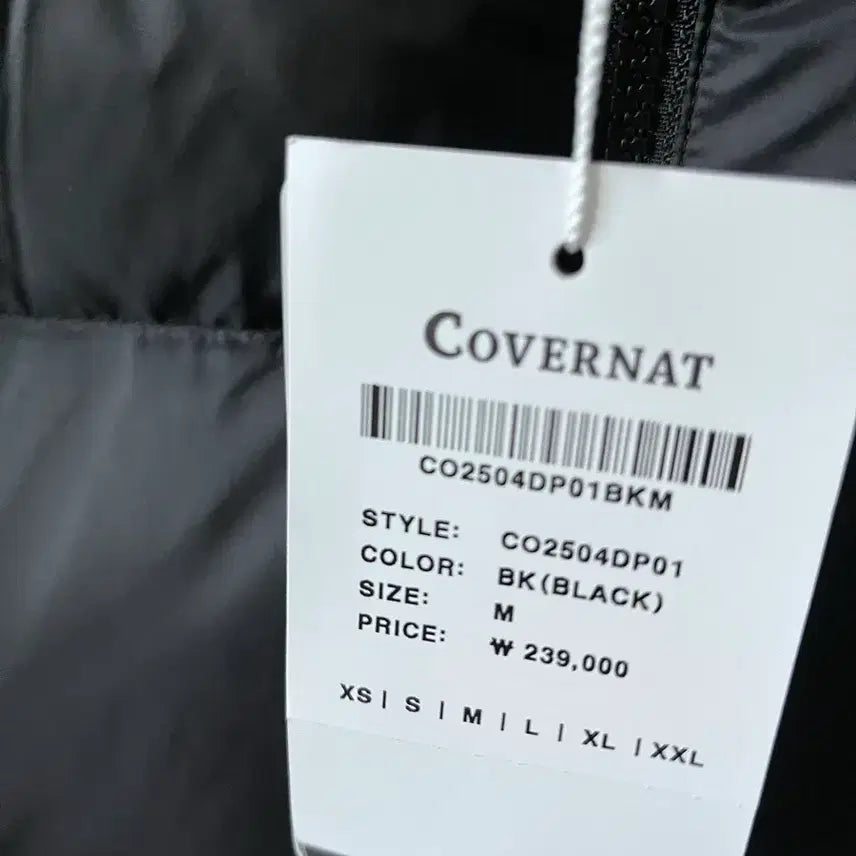 COVERNAT
CO2504DP01BKM
STYLE: CO2504DP01
COLOR: BK(BLACK)
SIZE: M
PRICE: ₩ 239,000
XS | S | M | L | XL | XXL